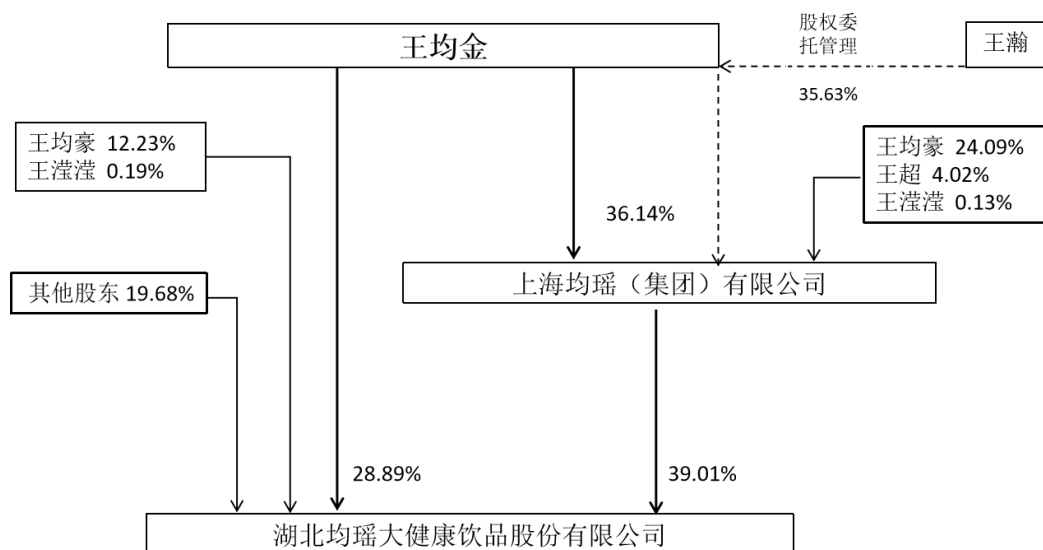 股权委
托管理
王均金
王瀚
35.63%
王均豪 12.23%
王滢滢 0.19%
王均豪 24.09%
王超 4.02%
王滢滢 0.13%
36.14%
上海均瑶（集团）有限公司
其他股东 19.68%
28.89%
39.01%
湖北均瑶大健康饮品股份有限公司